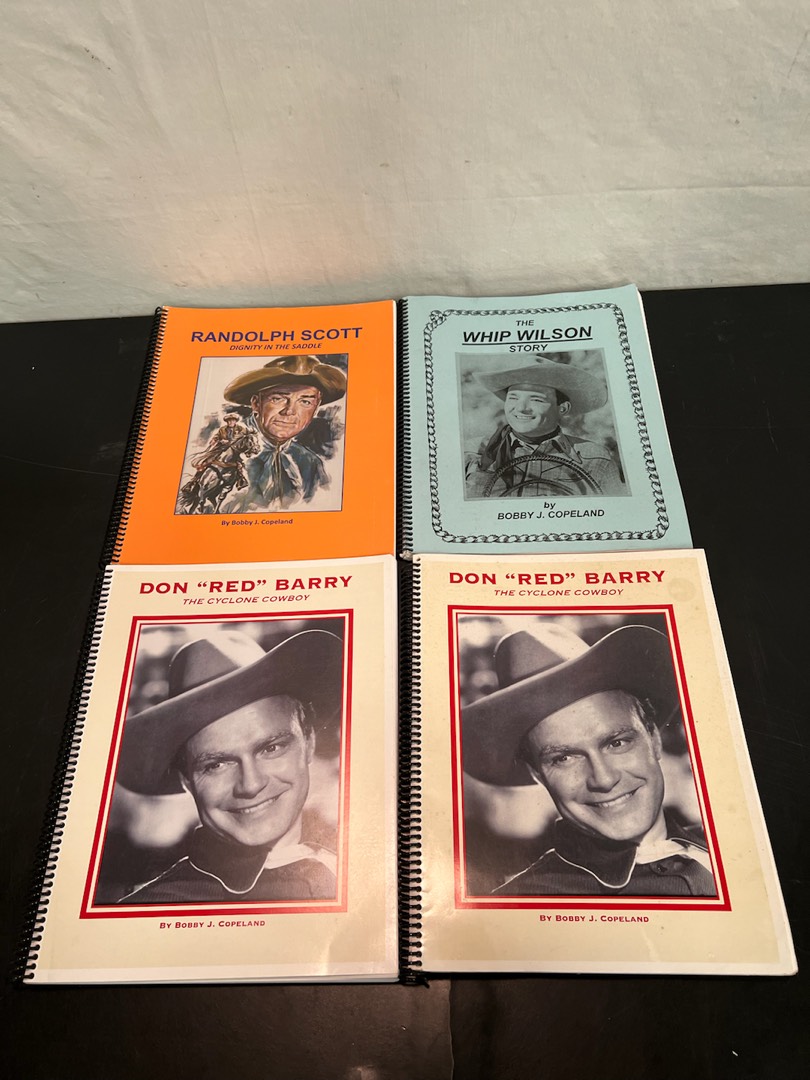 RANDOLPH SCOTT
DIGNITY IN THE SADDLE
By Bobby J. Copeland
THE
WHIP WILSON
STORY
by
BOBBY J. COPELAND
DON “RED” BARRY
THE CYCLONE COWBOY
BY BOBBY J. COPELAND
DON “RED” BARRY
THE CYCLONE COWBOY
BY BOBBY J. COPELAND